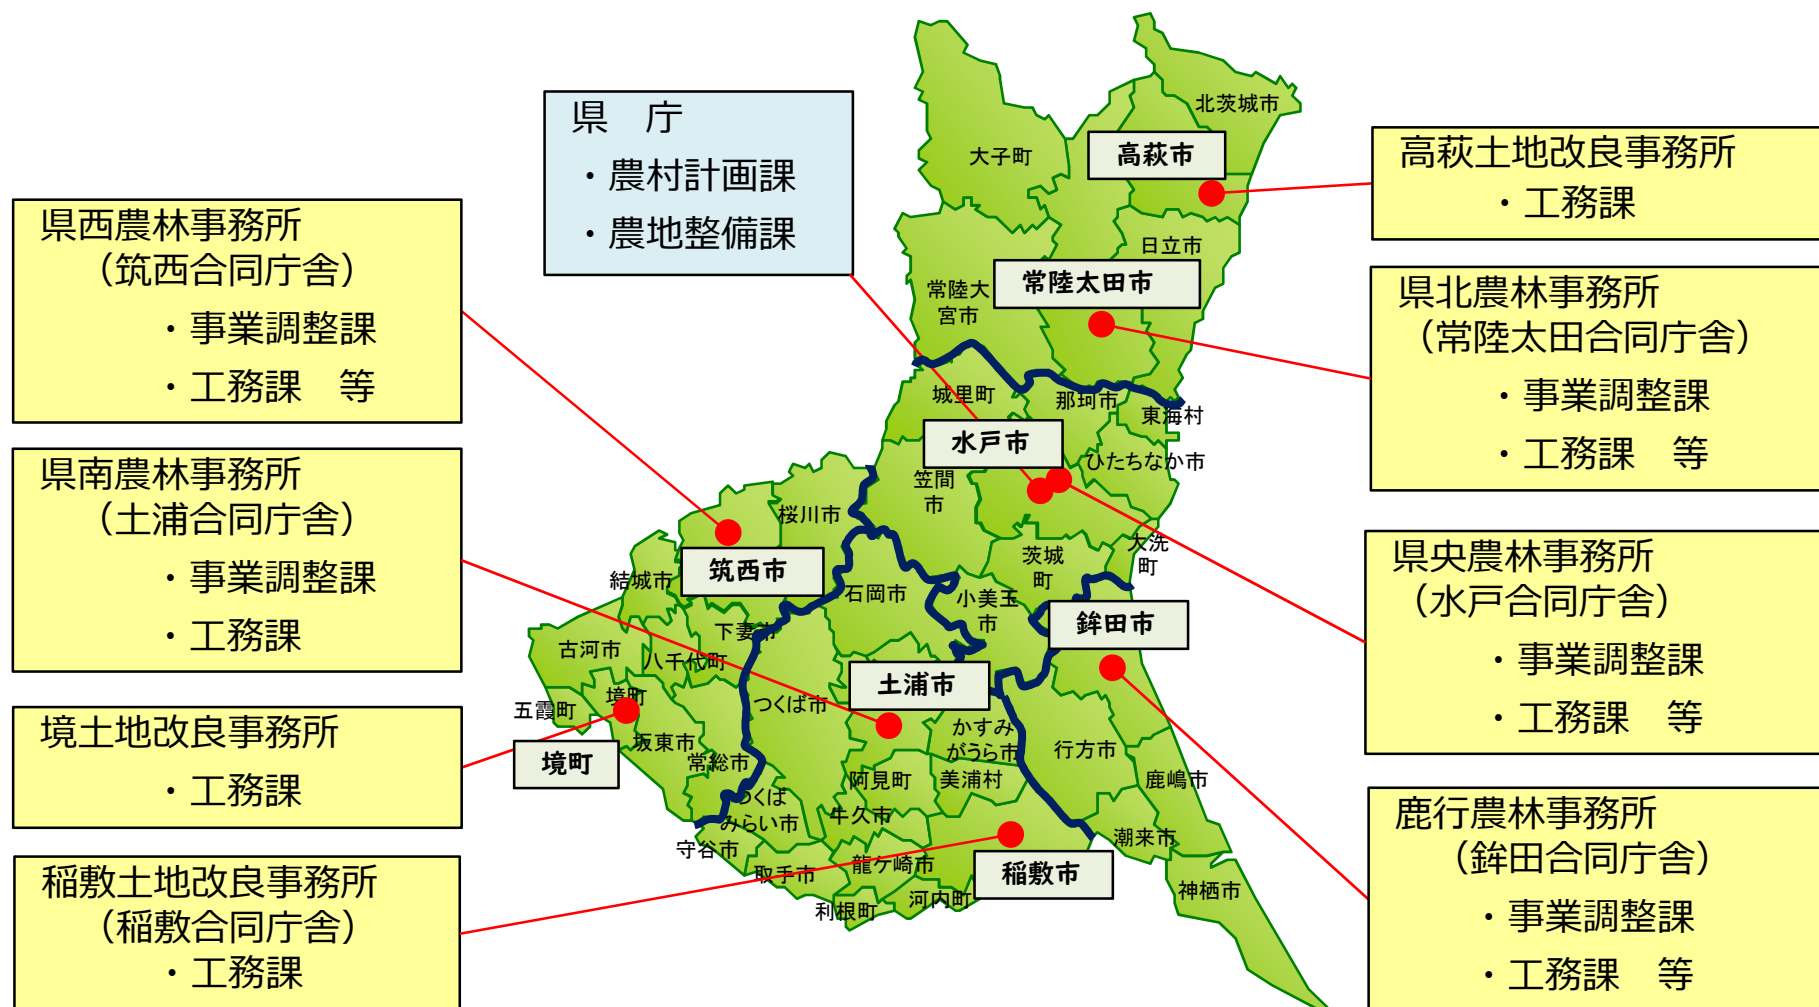 県　庁
・農村計画課
・農地整備課
県西農林事務所
（筑西合同庁舎）
・事業調整課
・工務課　等
県南農林事務所
（土浦合同庁舎）
・事業調整課
・工務課
境土地改良事務所
・工務課
稲敷土地改良事務所
（稲敷合同庁舎）
・工務課
高萩土地改良事務所
・工務課
県北農林事務所
（常陸太田合同庁舎）
・事業調整課
・工務課　等
県央農林事務所
（水戸合同庁舎）
・事業調整課
・工務課　等
鹿行農林事務所
（鉾田合同庁舎）
・事業調整課
・工務課　等
北茨城市
高萩市
大子町
日立市
常陸太田市
常陸大
宮市
城里町
那珂市
東海村
水戸市
ひたちなか市
笠間
市
桜川市
筑西市
結城市
茨城
町
大洗
町
石岡市
小美玉
市
鉾田市
下妻市
古河市
八千代町
土浦市
境町
五霞町
つくば市
坂東市
境町
常総市
かすみ
がうら市
行方市
阿見町
美浦村
鹿嶋市
つくば
みらい市
牛久市
守谷市
取手市
龍ケ崎市
稲敷市
潮来市
利根町
河内町
神栖市